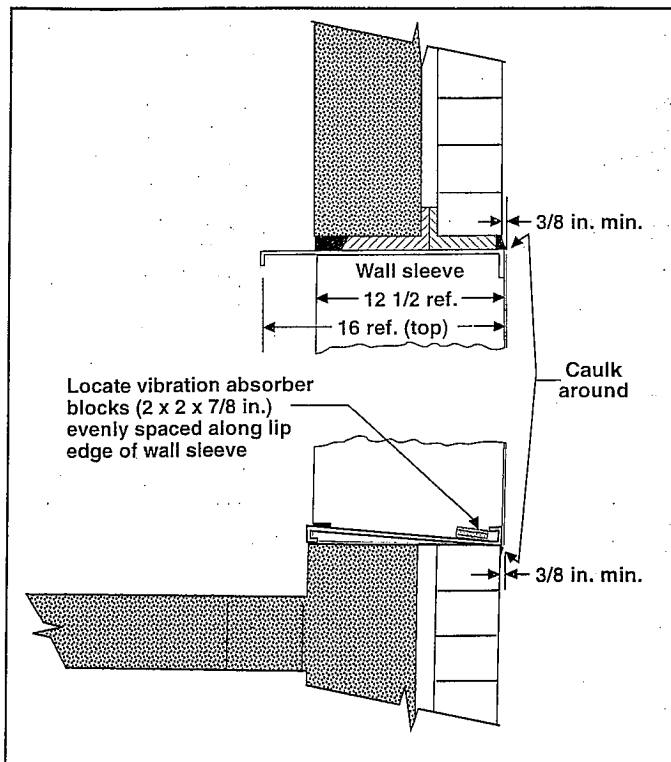 3/8 in. min.
Wall sleeve
12 1/2 ref.
16 ref. (top)
Caulk
around
Locate vibration absorber
blocks (2 x 2 x 7/8 in.)
evenly spaced along lip
edge of wall sleeve
3/8 in. min.